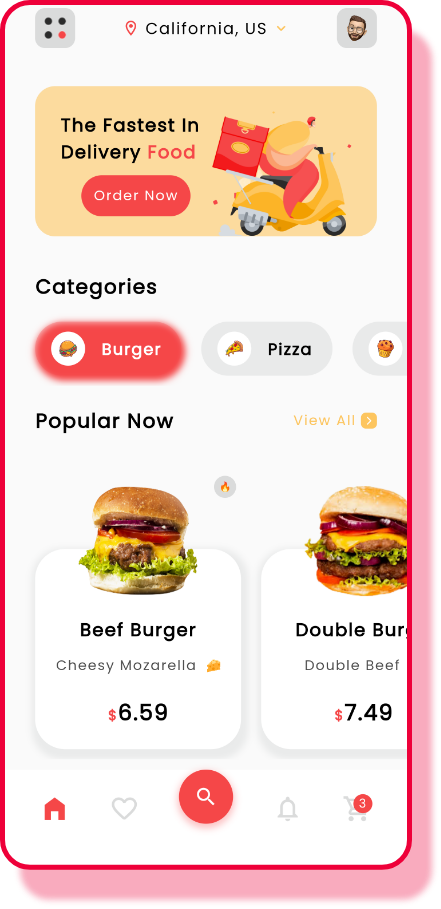 California, US
The Fastest In
Delivery Food
Order Now
Categories
Burger
Pizza
Popular Now
View All
Beef Burger
Cheesy Mozarella
$6.59
Double
Double Beef
$7.49
3